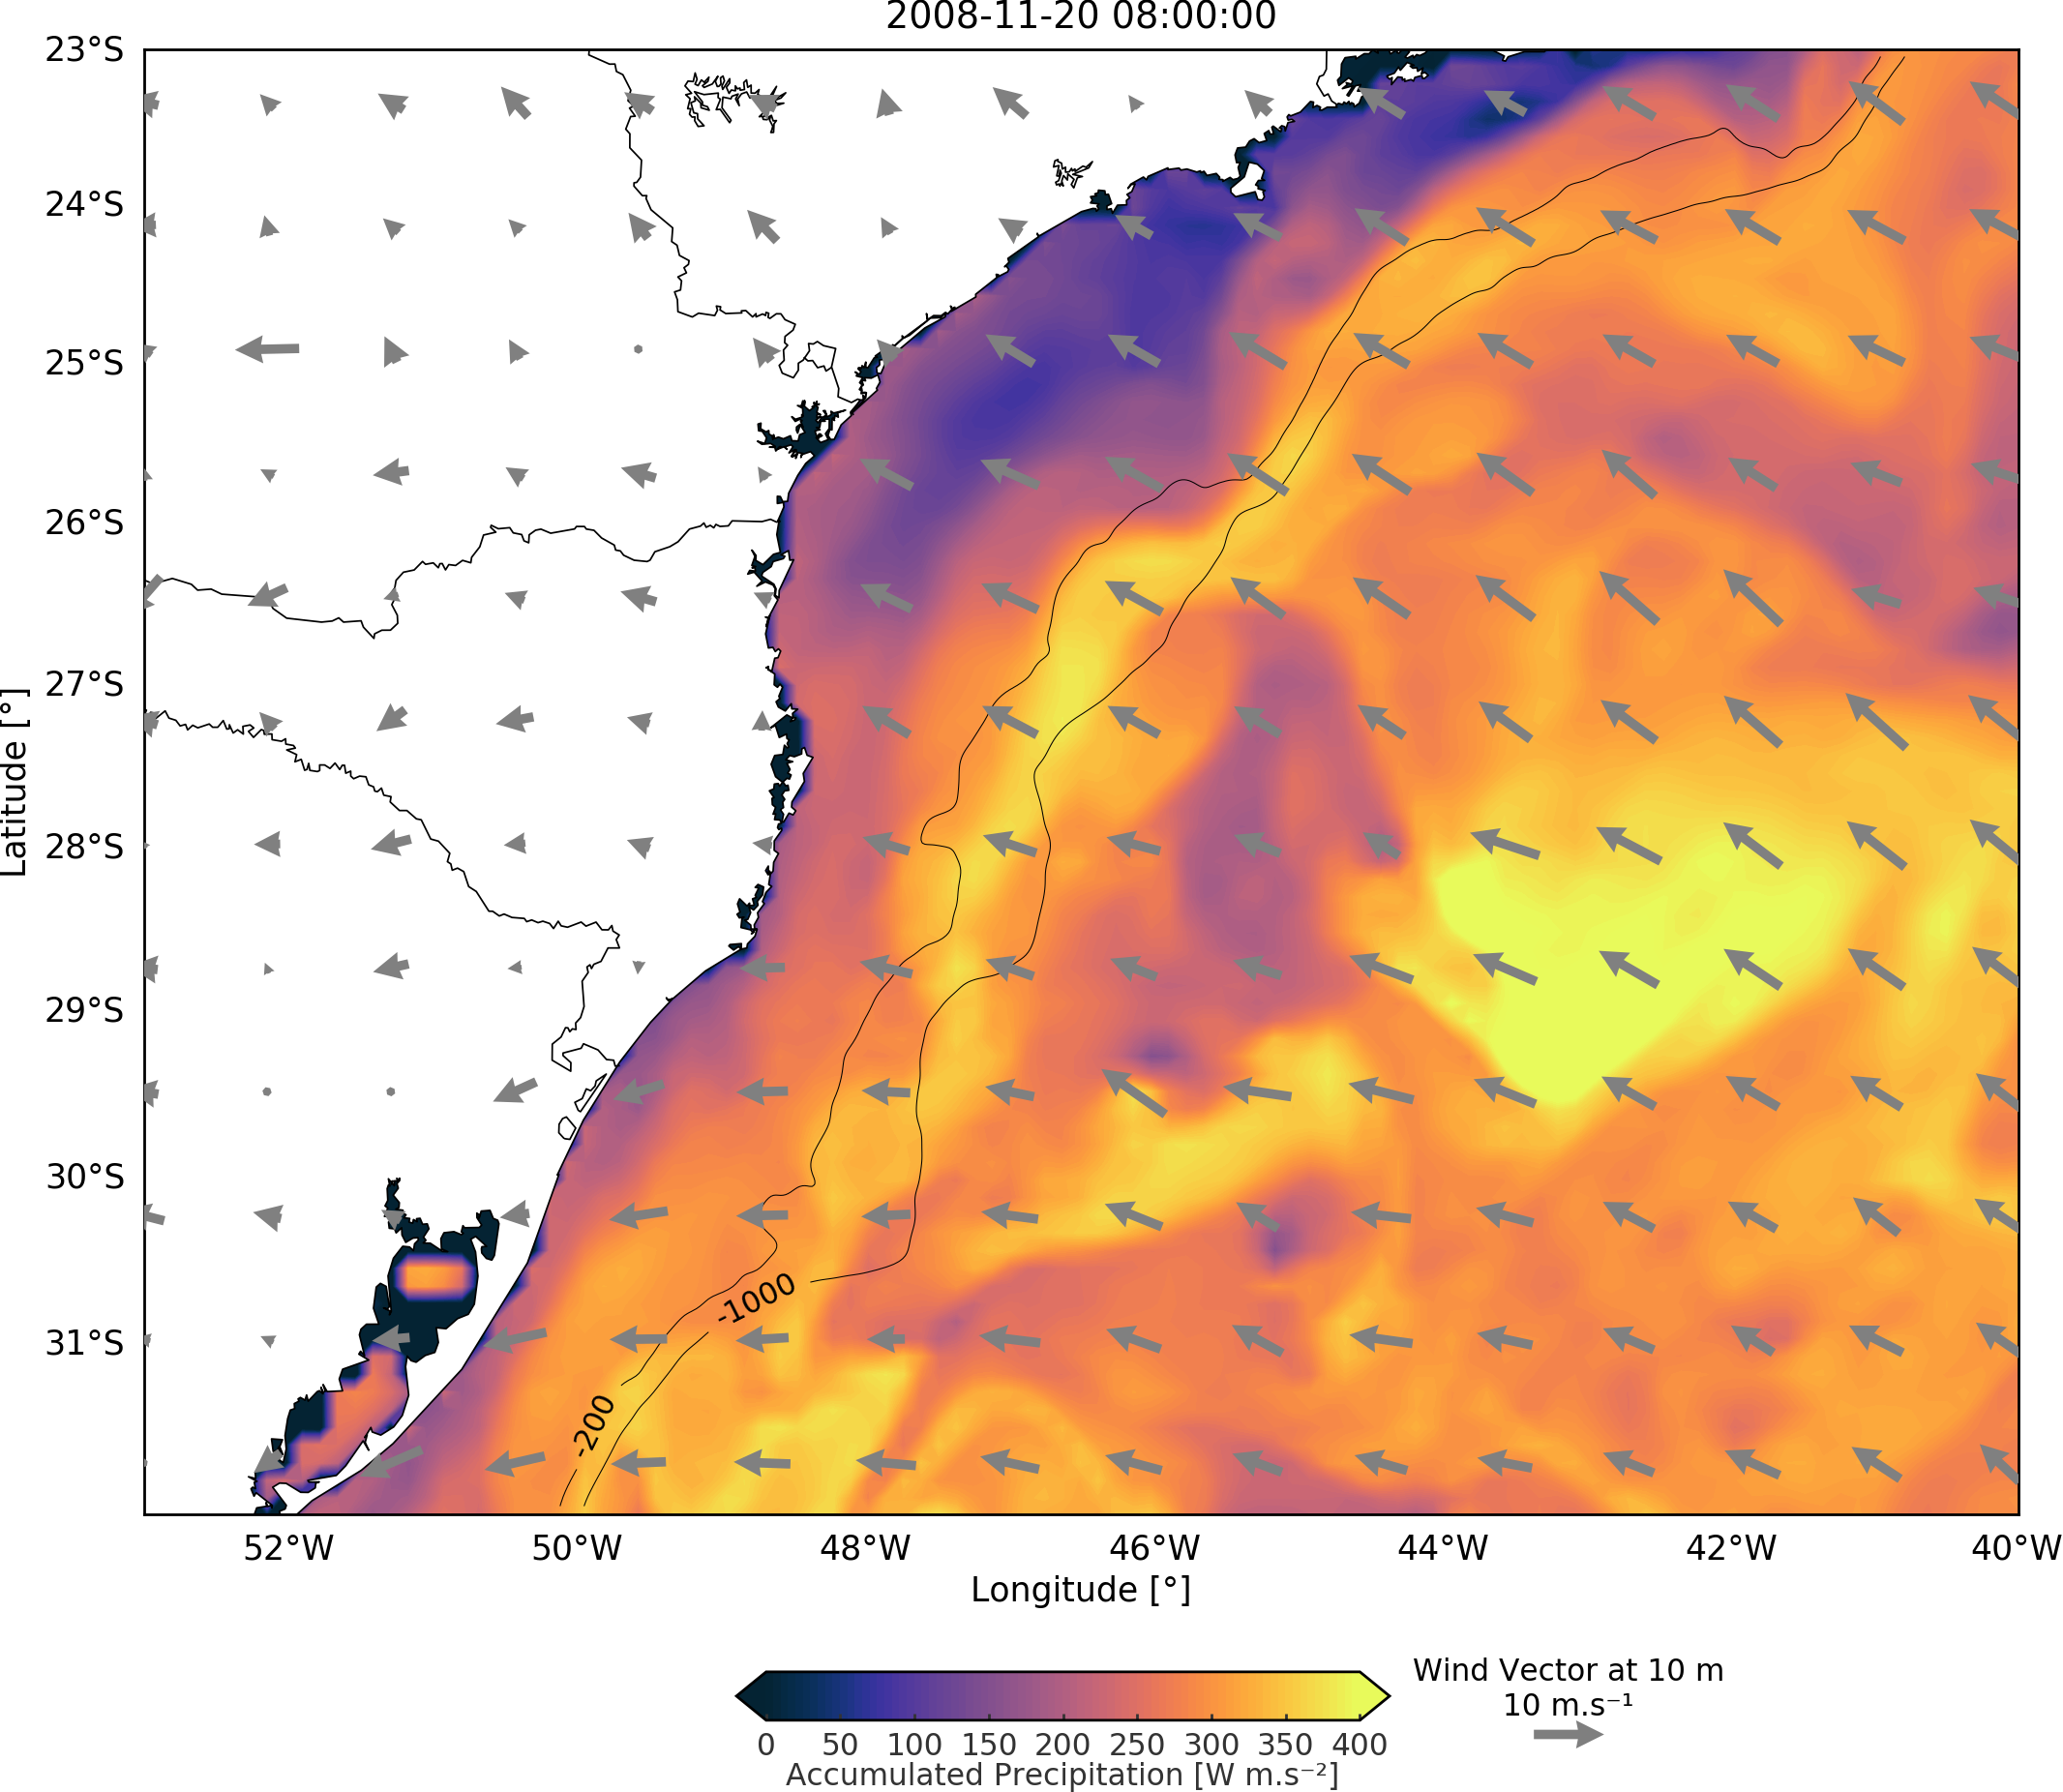 2008-11-20 08:00:00
23°S
24°S
25°S
26°S
27°S
28°S
29°S
30°S
31°S
Latitude [°]
-1000
-200
52°W
50°W
48°W
46°W
44°W
42°W
40°W
Longitude [°]
Wind Vector at 10 m
10 m.s⁻¹
0 50 100 150 200 250 300 350 400
Accumulated Precipitation [W m.s⁻²]